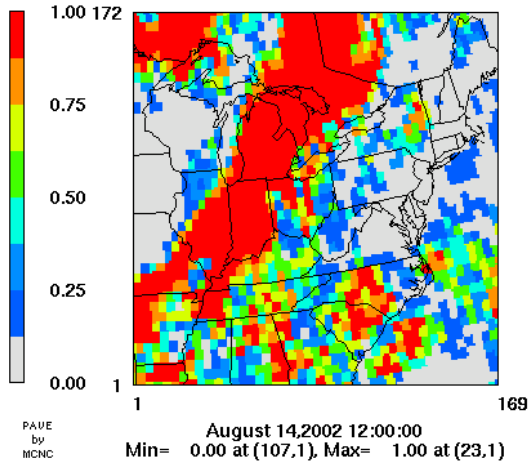 1.00
172
0.75
0.50
0.25
0.00
1
1
169
PAVE
by
MCNC
August 14,2002 12:00:00
Min= 0.00 at (107,1), Max= 1.00 at (23,1)